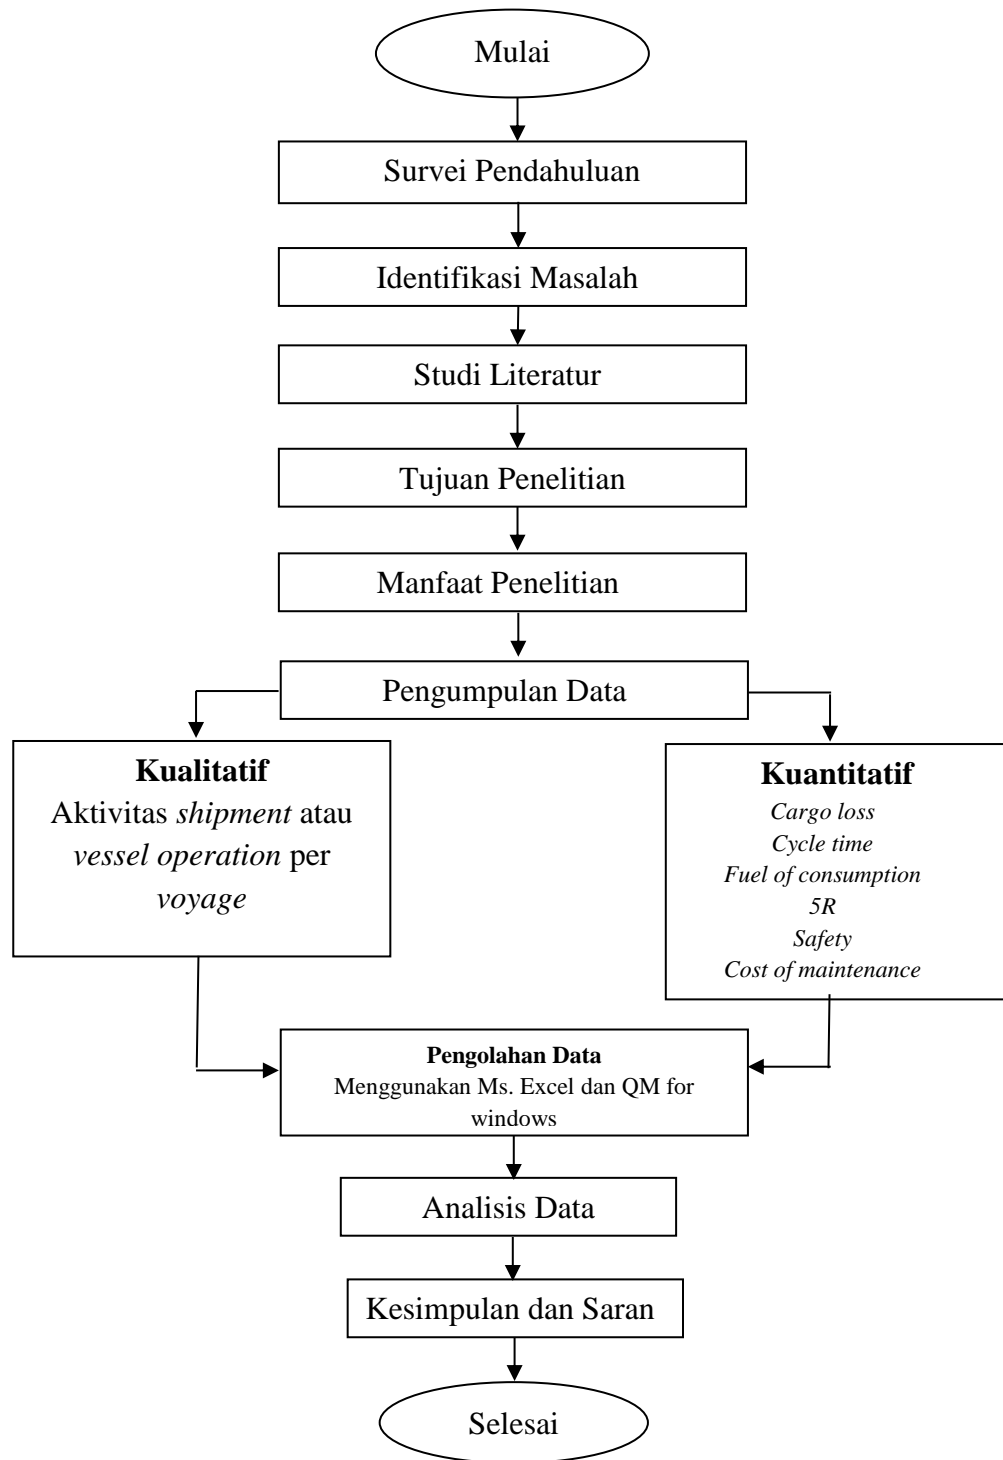 Mulai
Survei Pendahuluan
Identifikasi Masalah
Studi Literatur
Tujuan Penelitian
Manfaat Penelitian
Pengumpulan Data
Kualitatif
Aktivitas shipment atau
vessel operation per
voyage
Kuantitatif
Cargo loss
Cycle time
Fuel of consumption
5R
Safety
Cost of maintenance
Pengolahan Data
Menggunakan Ms. Excel dan QM for
windows
Analisis Data
Kesimpulan dan Saran
Selesai